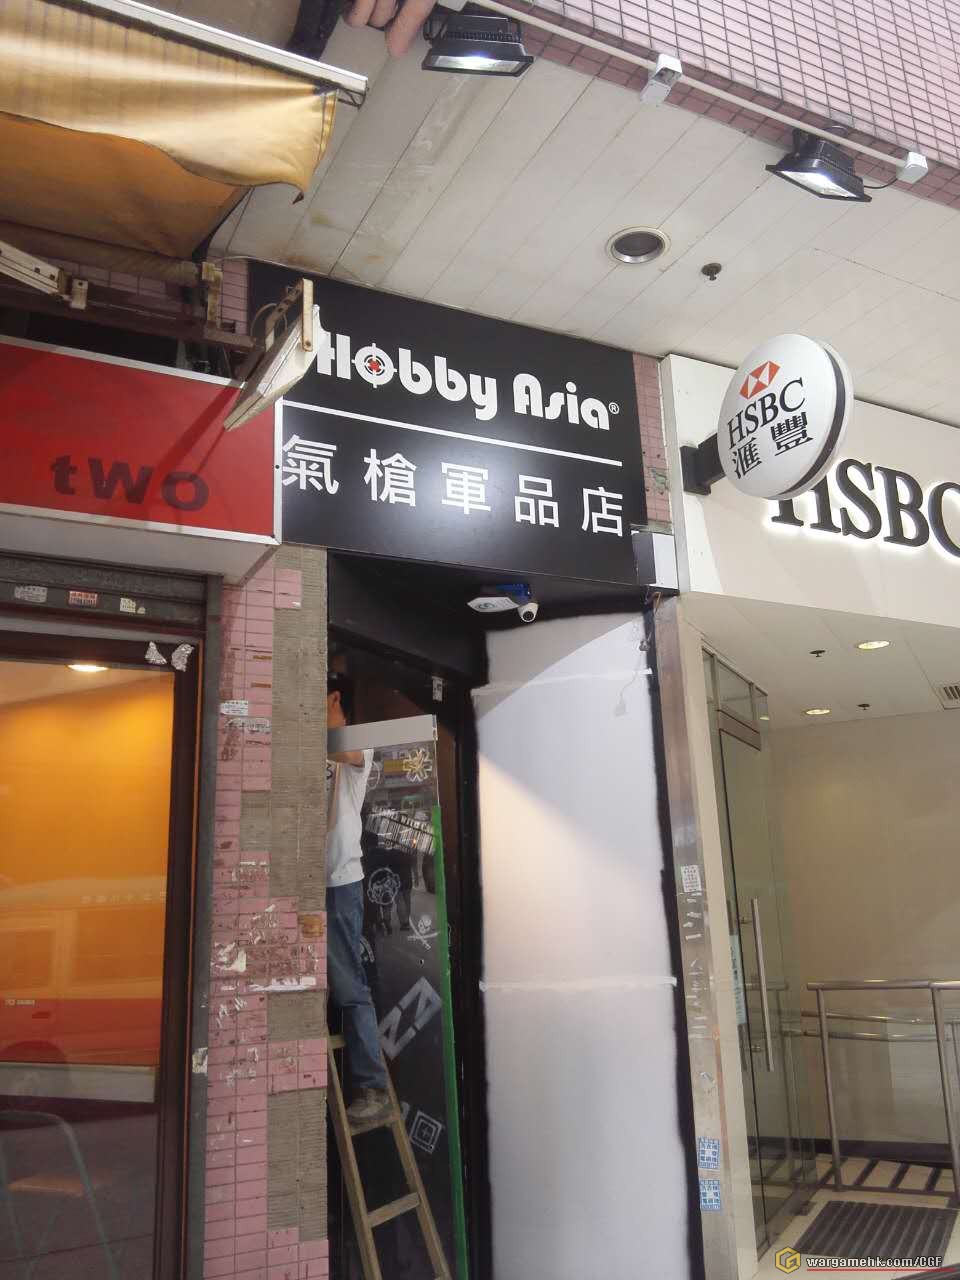 Hobby Asia®
氣槍軍品店
tWO
HSBC
滙豐
HSBC
wargamehk.com/CGF